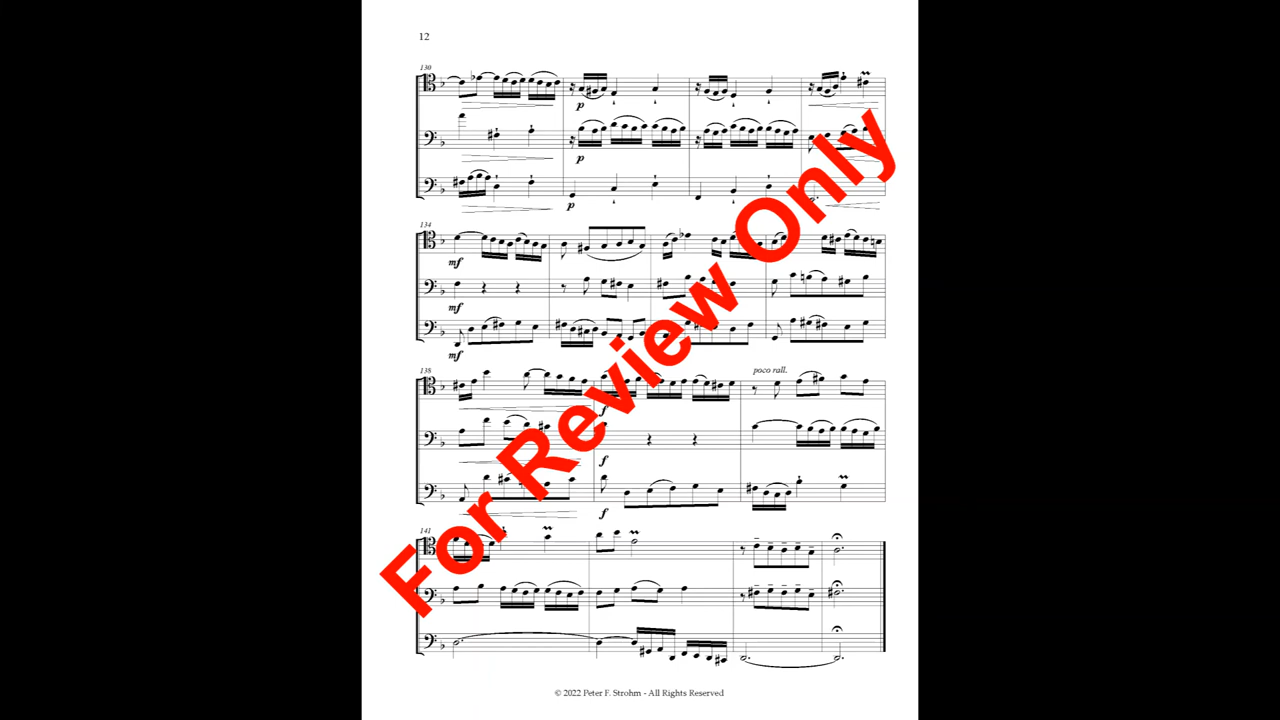 12
130
p
p
p
134
mf
mf
mf
138
poco rall.
f
f
f
141
For Review Only
© 2022 Peter F. Strohm - All Rights Reserved